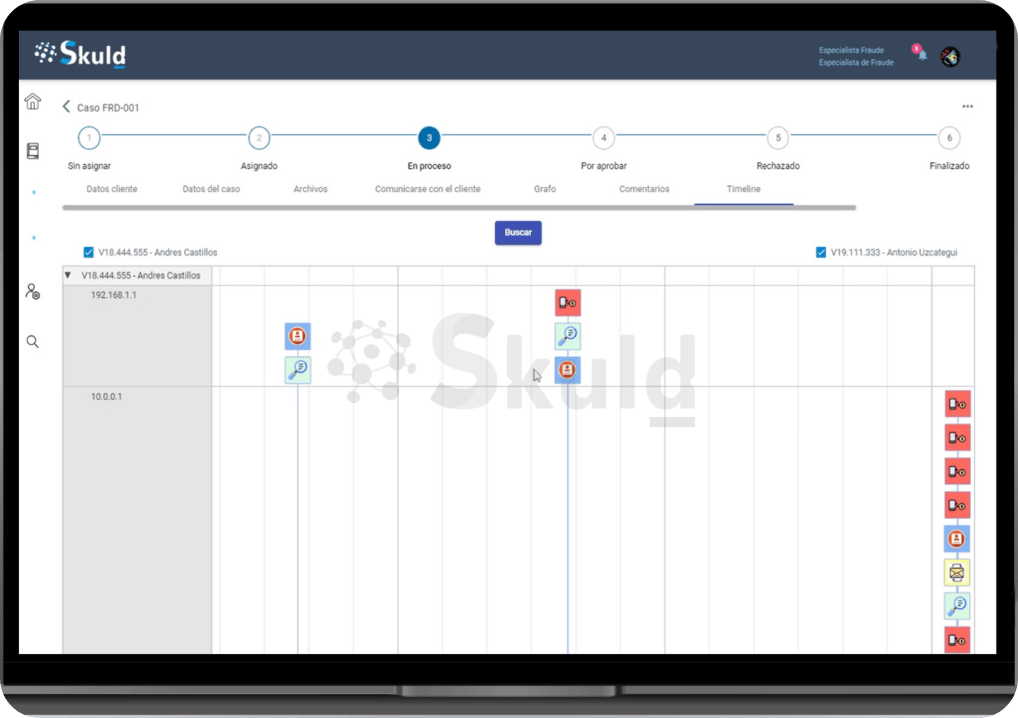 Skuld
Especialista Fraude
Especialista de Fraude
Caso FRD-001
1
2
3
4
5
6
Sin asignar
Asignado
En proceso
Por aprobar
Rechazado
Finalizado
Datos cliente
Datos del caso
Archivos
Comunicarse con el cliente
Grafo
Comentarios
Timeline
Buscar
V18.444.555 - Andres Castillos
V19.111.333 - Antonio Uzcategui
V18.444.555 - Andres Castillos
192.168.1.1
Skuld
10.0.0.1